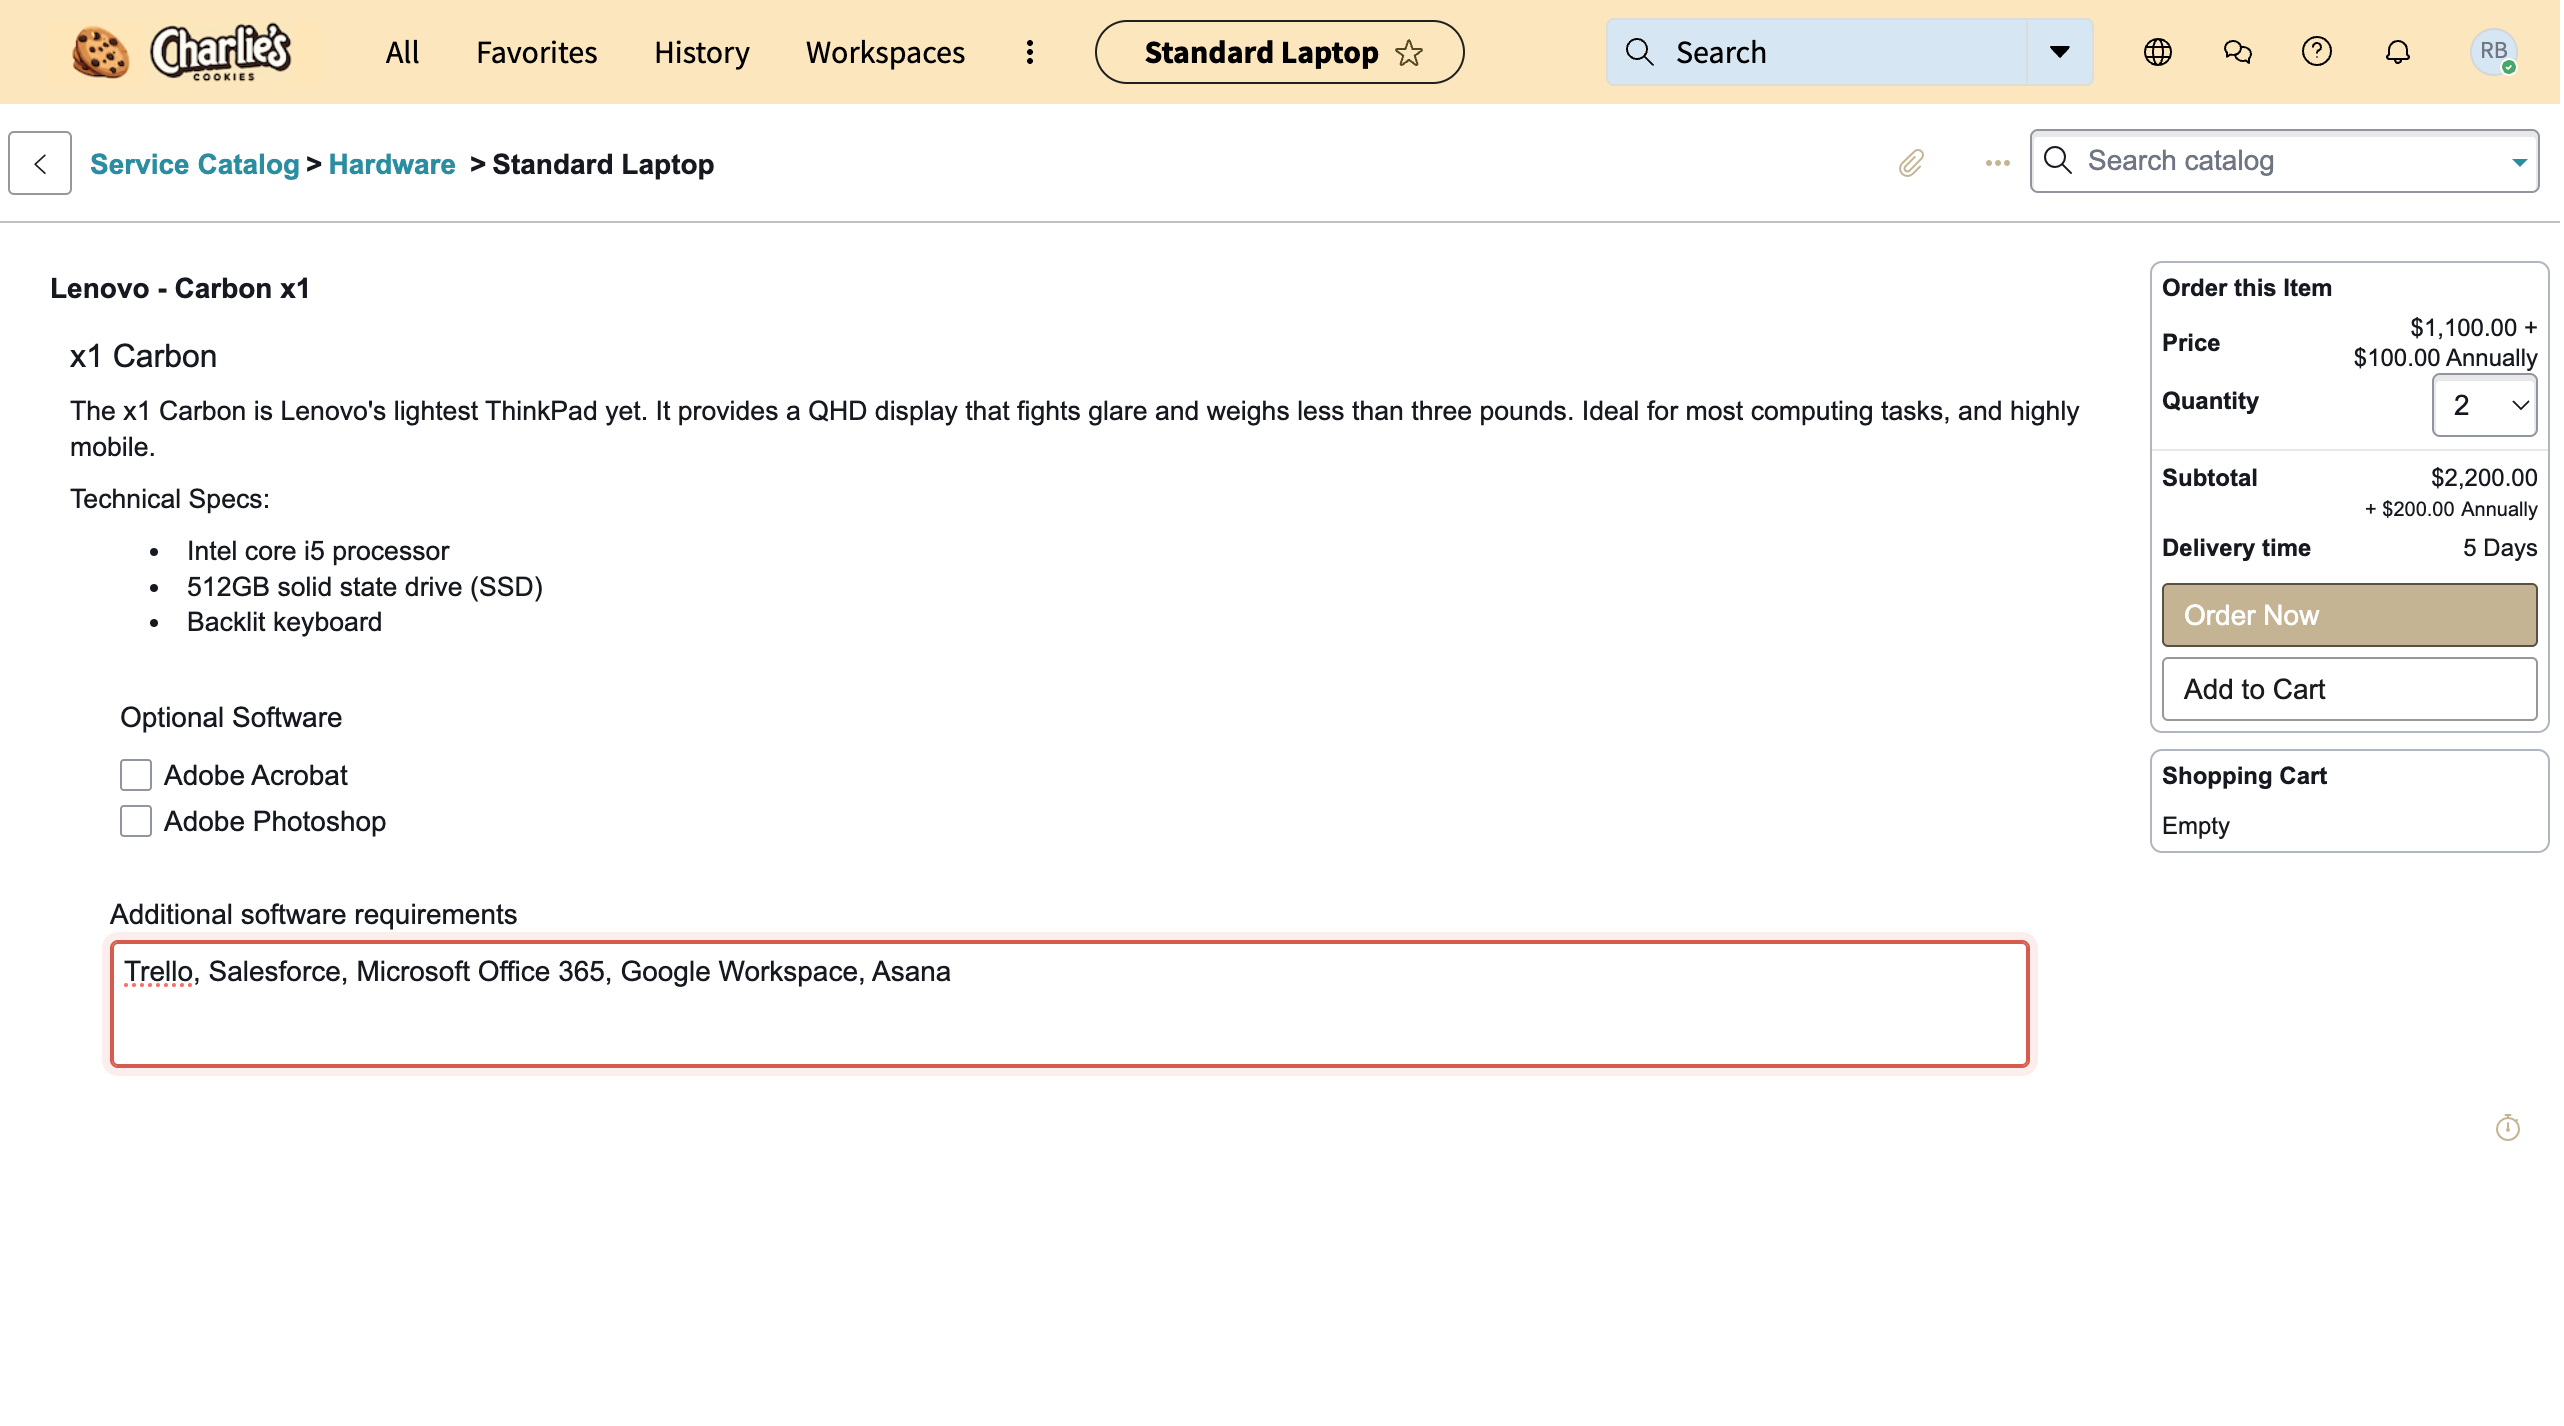 Charlie's
COOKIES
All
Favorites
History
Workspaces
Standard Laptop
Search
RB
Service Catalog > Hardware > Standard Laptop
Search catalog
Lenovo - Carbon x1
x1 Carbon
The x1 Carbon is Lenovo's lightest ThinkPad yet. It provides a QHD display that fights glare and weighs less than three pounds. Ideal for most computing tasks, and highly
mobile.
Technical Specs:
Intel core i5 processor
512GB solid state drive (SSD)
Backlit keyboard
Optional Software
Adobe Acrobat
Adobe Photoshop
Additional software requirements
Trello, Salesforce, Microsoft Office 365, Google Workspace, Asana
Order this Item
Price
$1,100.00 +
$100.00 Annually
Quantity
2
Subtotal
$2,200.00
+ $200.00 Annually
Delivery time
5 Days
Order Now
Add to Cart
Shopping Cart
Empty